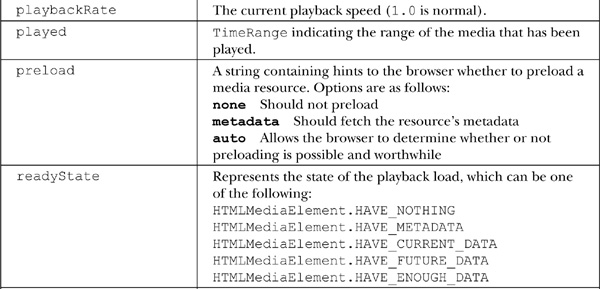 playbackRate
The current playback speed (1.0 is normal).
played
TimeRange indicating the range of the media that has been
played.
preload
A string containing hints to the browser whether to preload a
media resource. Options are as follows:
none Should not preload
metadata Should fetch the resource's metadata
auto Allows the browser to determine whether or not
preloading is possible and worthwhile
readyState
Represents the state of the playback load, which can be one
of the following:
HTMLMediaElement.HAVE_NOTHING
HTMLMediaElement.HAVE_METADATA
HTMLMediaElement.HAVE_CURRENT_DATA
HTMLMediaElement.HAVE_FUTURE_DATA
HTMLMediaElement.HAVE_ENOUGH_DATA